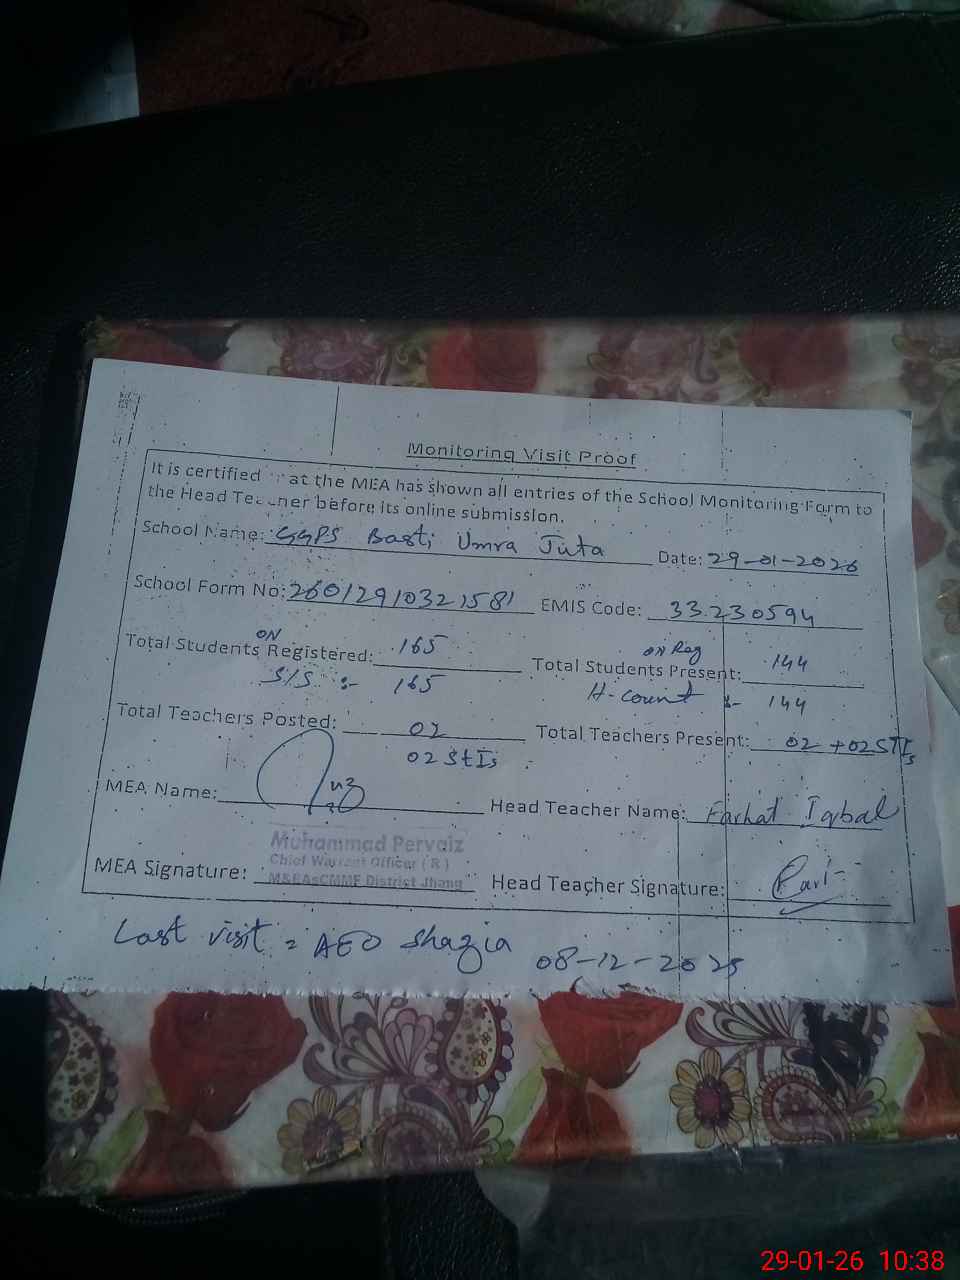 Monitoring Visit Proof
It is certified that the MEA has shown all entries of the School Monitoring Form to
the Head Teacher before its online submission.
School Name: GGPS Basti Umra Juta Date: 29-01-2026
School Form No: 26012910321581 EMIS Code: 33230594
ON ON Reg
Total Students Registered: 165 Total Students Present: 144
SIS :- 165 H-count :- 144
Total Teachers Posted: 02 Total Teachers Present: 02 + 02 STIs
02 StIs
MEA Name: Head Teacher Name: Farhat Iqbal
Muhammad Pervaiz
Chief Warrant Officer (R)
M&EAsCMMF District Jhang
MEA Signature: Head Teacher Signature:
Last visit = AEO Shazia 08-12-2025
29-01-26 10:38